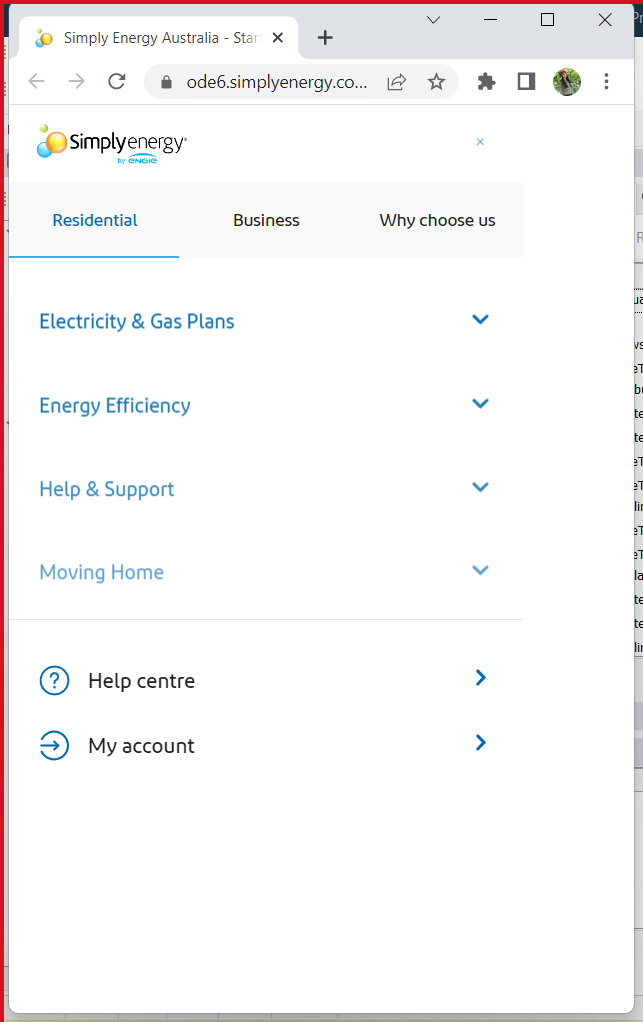 Simply Energy Australia - Star
ode6.simplyenergy.co...
Simplyenergy
by ENGIE
Residential
Business
Why choose us
Electricity & Gas Plans
Energy Efficiency
Help & Support
Moving Home
? Help centre
My account